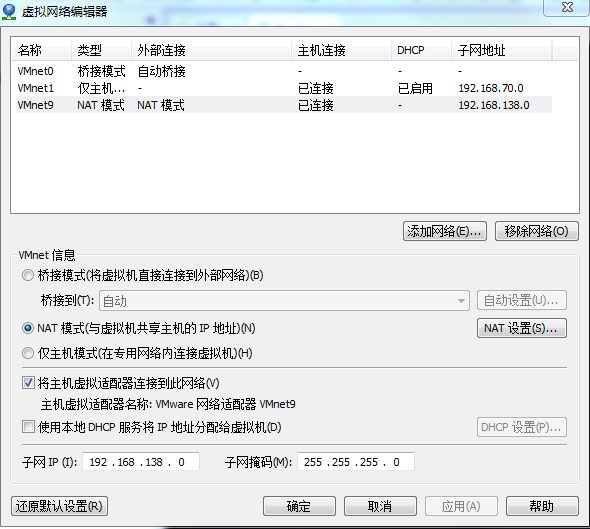 虚拟网络编辑器
名称 类型 外部连接 主机连接 DHCP 子网地址
VMnet0 桥接模式 自动桥接 - - -
VMnet1 仅主机... - 已连接 已启用 192.168.70.0
VMnet9 NAT 模式 NAT 模式 已连接 - 192.168.138.0
添加网络(E)... 移除网络(O)
VMnet 信息
桥接模式(将虚拟机直接连接到外部网络)(B)
桥接到(T): 自动 自动设置(U)...
NAT 模式(与虚拟机共享主机的 IP 地址)(N) NAT 设置(S)...
仅主机模式(在专用网络内连接虚拟机)(H)
将主机虚拟适配器连接到此网络(V)
主机虚拟适配器名称: VMware 网络适配器 VMnet9
使用本地 DHCP 服务将 IP 地址分配给虚拟机(D) DHCP 设置(P)...
子网 IP (I): 192 .168 .138 . 0 子网掩码(M): 255 .255 .255 . 0
还原默认设置(R) 确定 取消 应用(A) 帮助